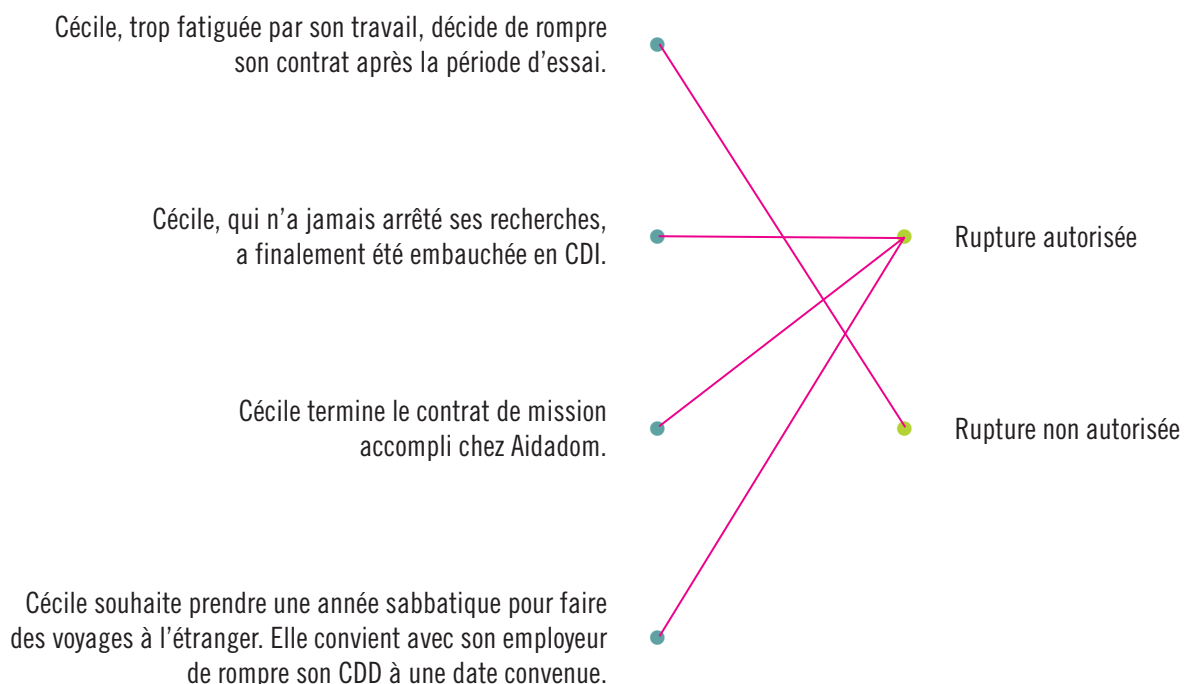 Cécile, trop fatiguée par son travail, décide de rompre
son contrat après la période d'essai.
Cécile, qui n'a jamais arrêté ses recherches,
a finalement été embauchée en CDI.
Rupture autorisée
Cécile termine le contrat de mission
accompli chez Aidadom.
Rupture non autorisée
Cécile souhaite prendre une année sabbatique pour faire
des voyages à l'étranger. Elle convient avec son employeur
de rompre son CDD à une date convenue.